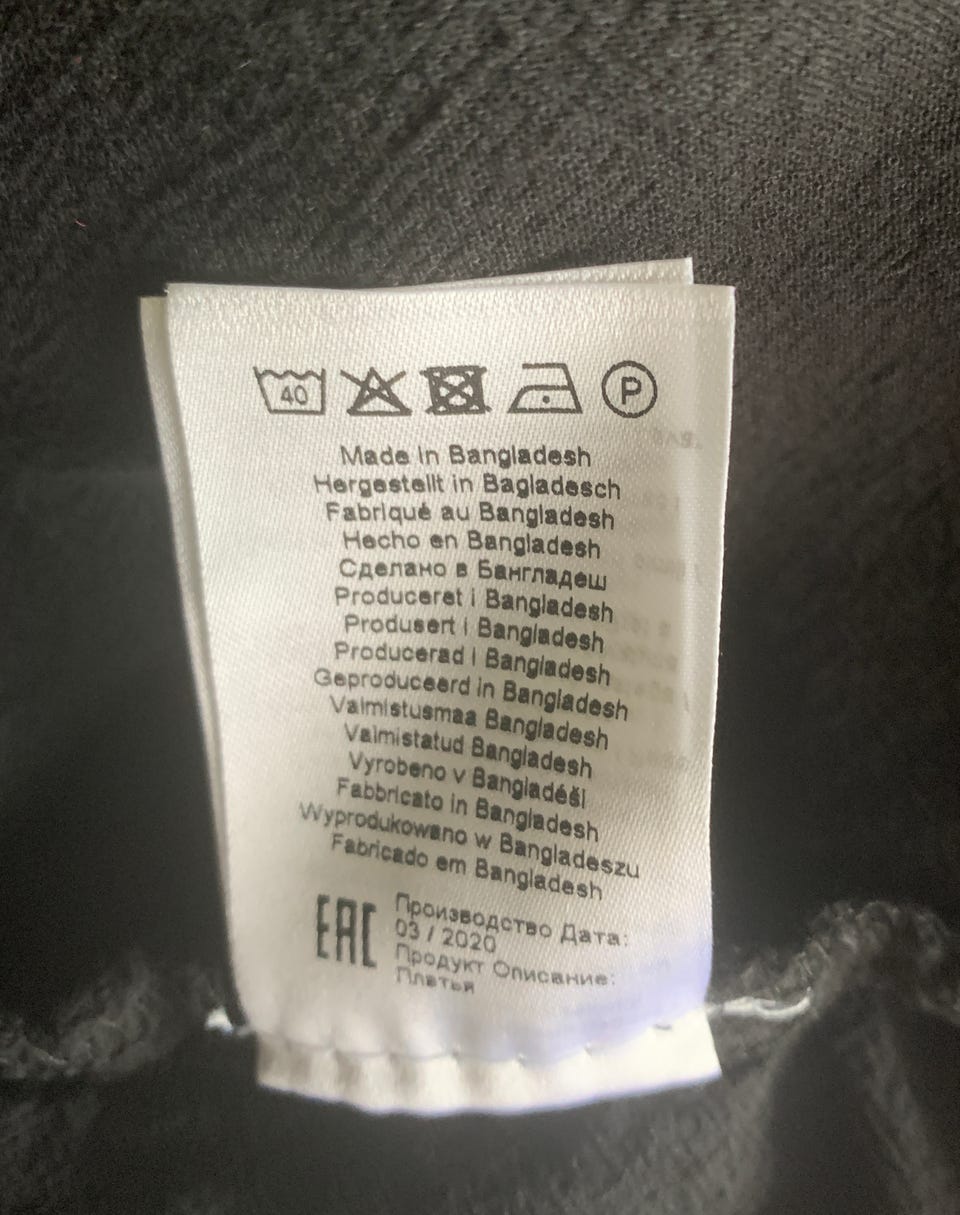 40 P
Made in Bangladesh
Hergestellt in Bagladesch
Fabriqué au Bangladesh
Hecho en Bangladesh
Сделано в Бангладеш
Produceret i Bangladesh
Produsert i Bangladesh
Producerad i Bangladesh
Geproduceerd in Bangladesh
Valmistusmaa Bangladesh
Valmistatud Bangladesh
Vyrobeno v Bangladéši
Fabbricato in Bangladesh
Wyprodukowano w Bangladeszu
Fabricado em Bangladesh
EAC
Производство Дата:
03 / 2020
Продукт Описание:
Платья